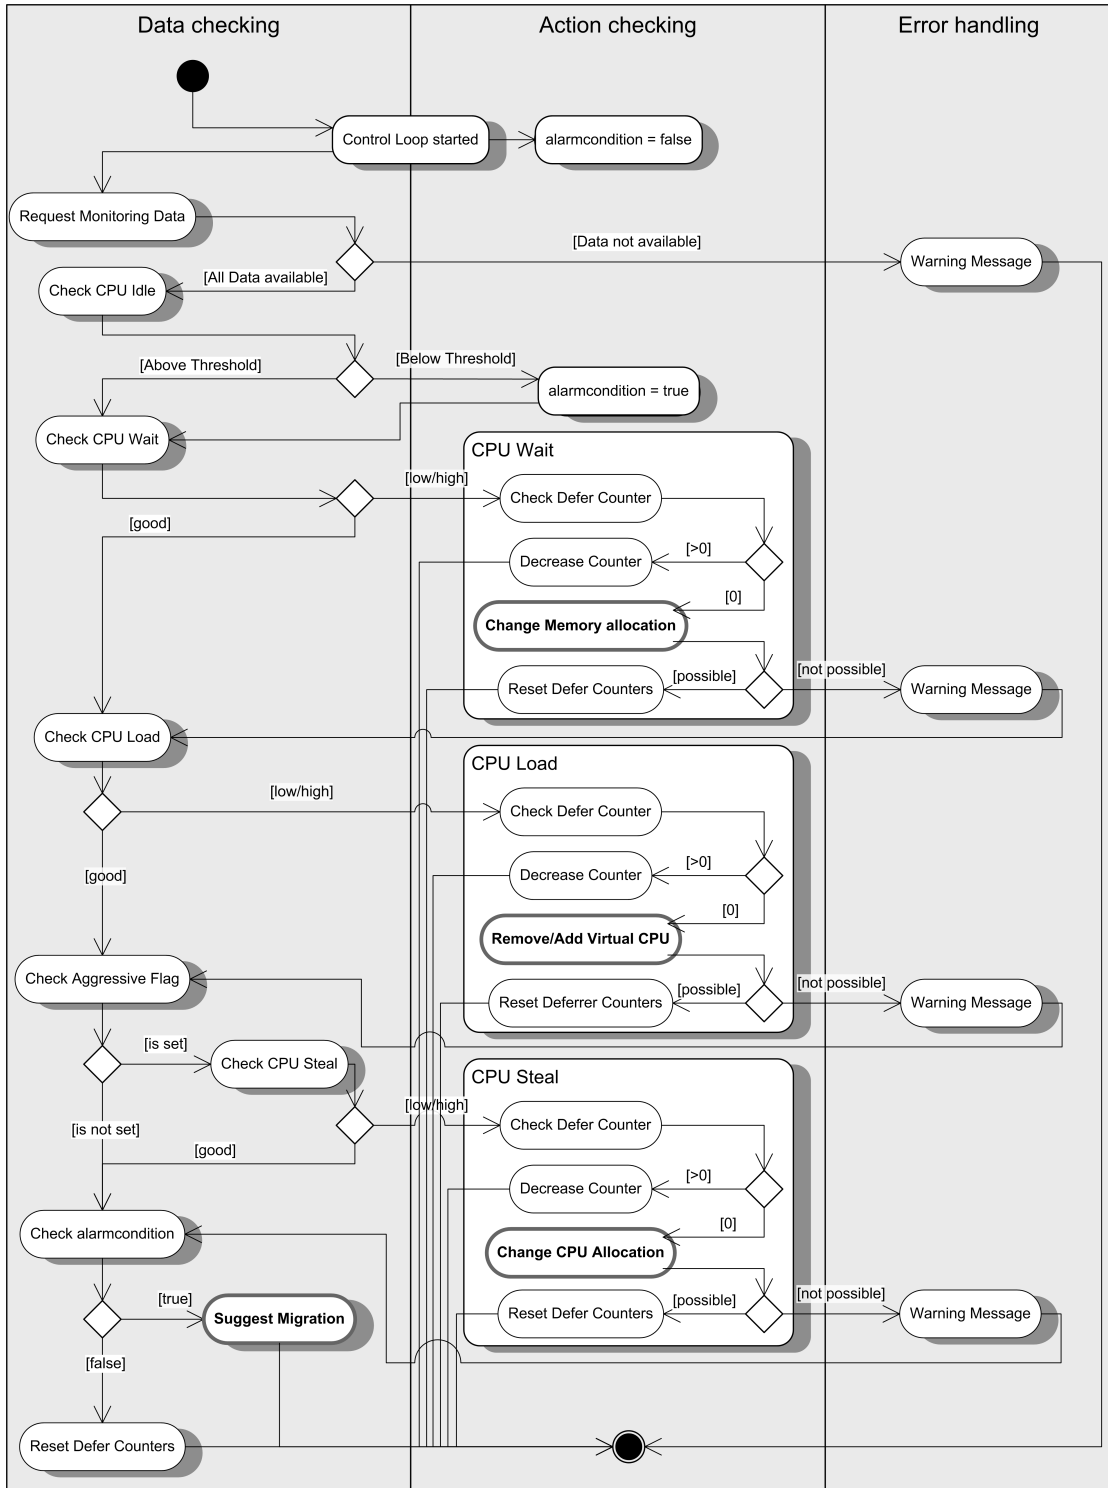 Data checking
Action checking
Error handling
Control Loop started
alarmcondition = false
Request Monitoring Data
[Data not available]
Warning Message
[All Data available]
Check CPU Idle
[Above Threshold]
[Below Threshold]
alarmcondition = true
Check CPU Wait
CPU Wait
[low/high]
Check Defer Counter
[good]
Decrease Counter
[>0]
[0]
Change Memory allocation
Reset Defer Counters
[possible]
[not possible]
Warning Message
Check CPU Load
CPU Load
[low/high]
Check Defer Counter
[good]
Decrease Counter
[>0]
[0]
Remove/Add Virtual CPU
Check Aggressive Flag
Reset Deferrer Counters
[possible]
[not possible]
Warning Message
[is set]
Check CPU Steal
CPU Steal
[low/high]
Check Defer Counter
[is not set]
[good]
Decrease Counter
[>0]
[0]
Check alarmcondition
Change CPU Allocation
[true]
Suggest Migration
Reset Defer Counters
[possible]
[not possible]
Warning Message
[false]
Reset Defer Counters